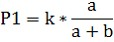 P1 = k * a / (a + b)